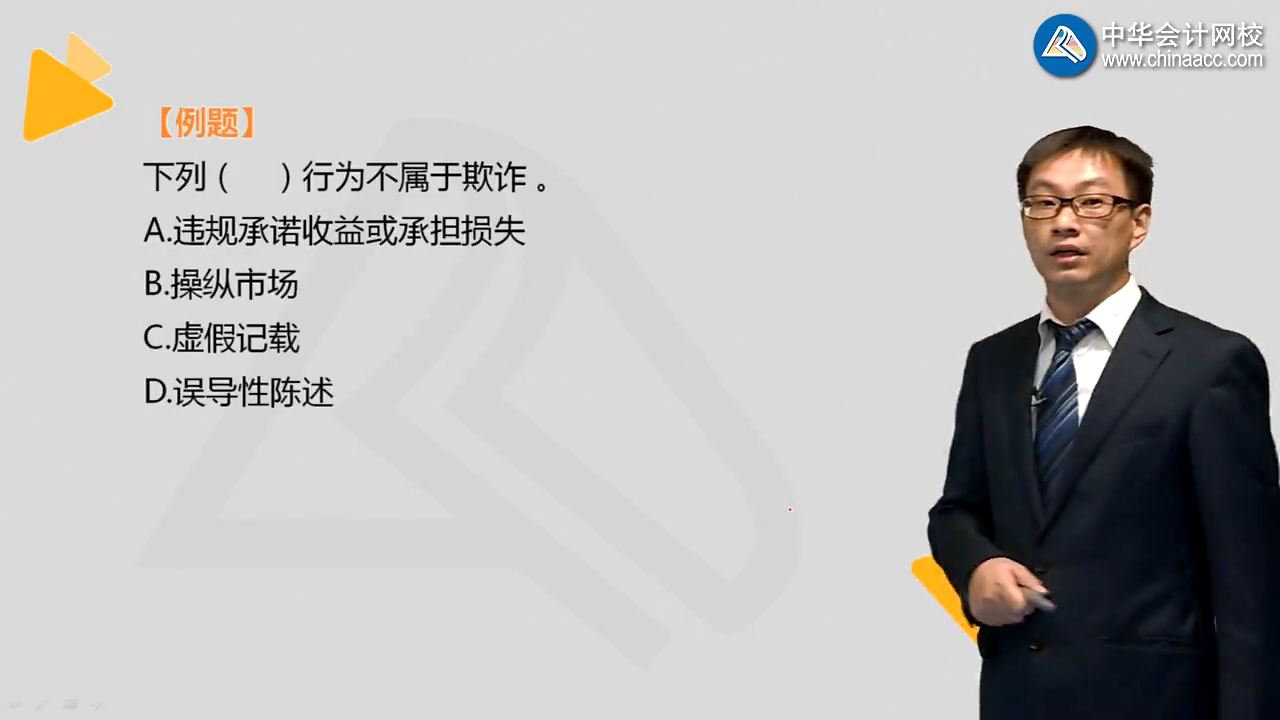 中华会计网校
www.chinaacc.com
【例题】
下列（ ）行为不属于欺诈。
A.违规承诺收益或承担损失
B.操纵市场
C.虚假记载
D.误导性陈述